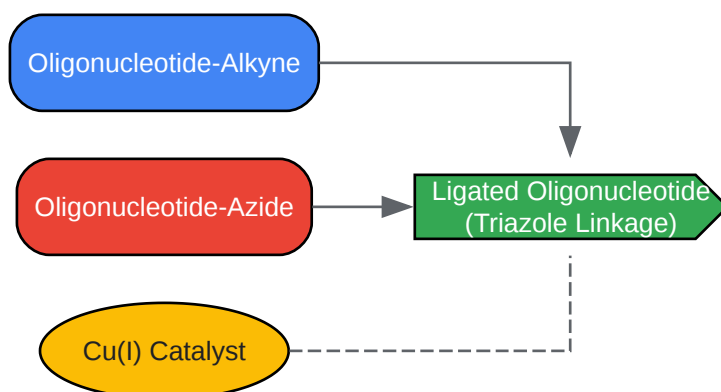 Oligonucleotide-Alkyne
Oligonucleotide-Azide
Ligated Oligonucleotide
(Triazole Linkage)
Cu(I) Catalyst